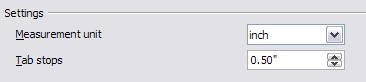 Settings
Measurement unit inch
Tab stops 0.50"